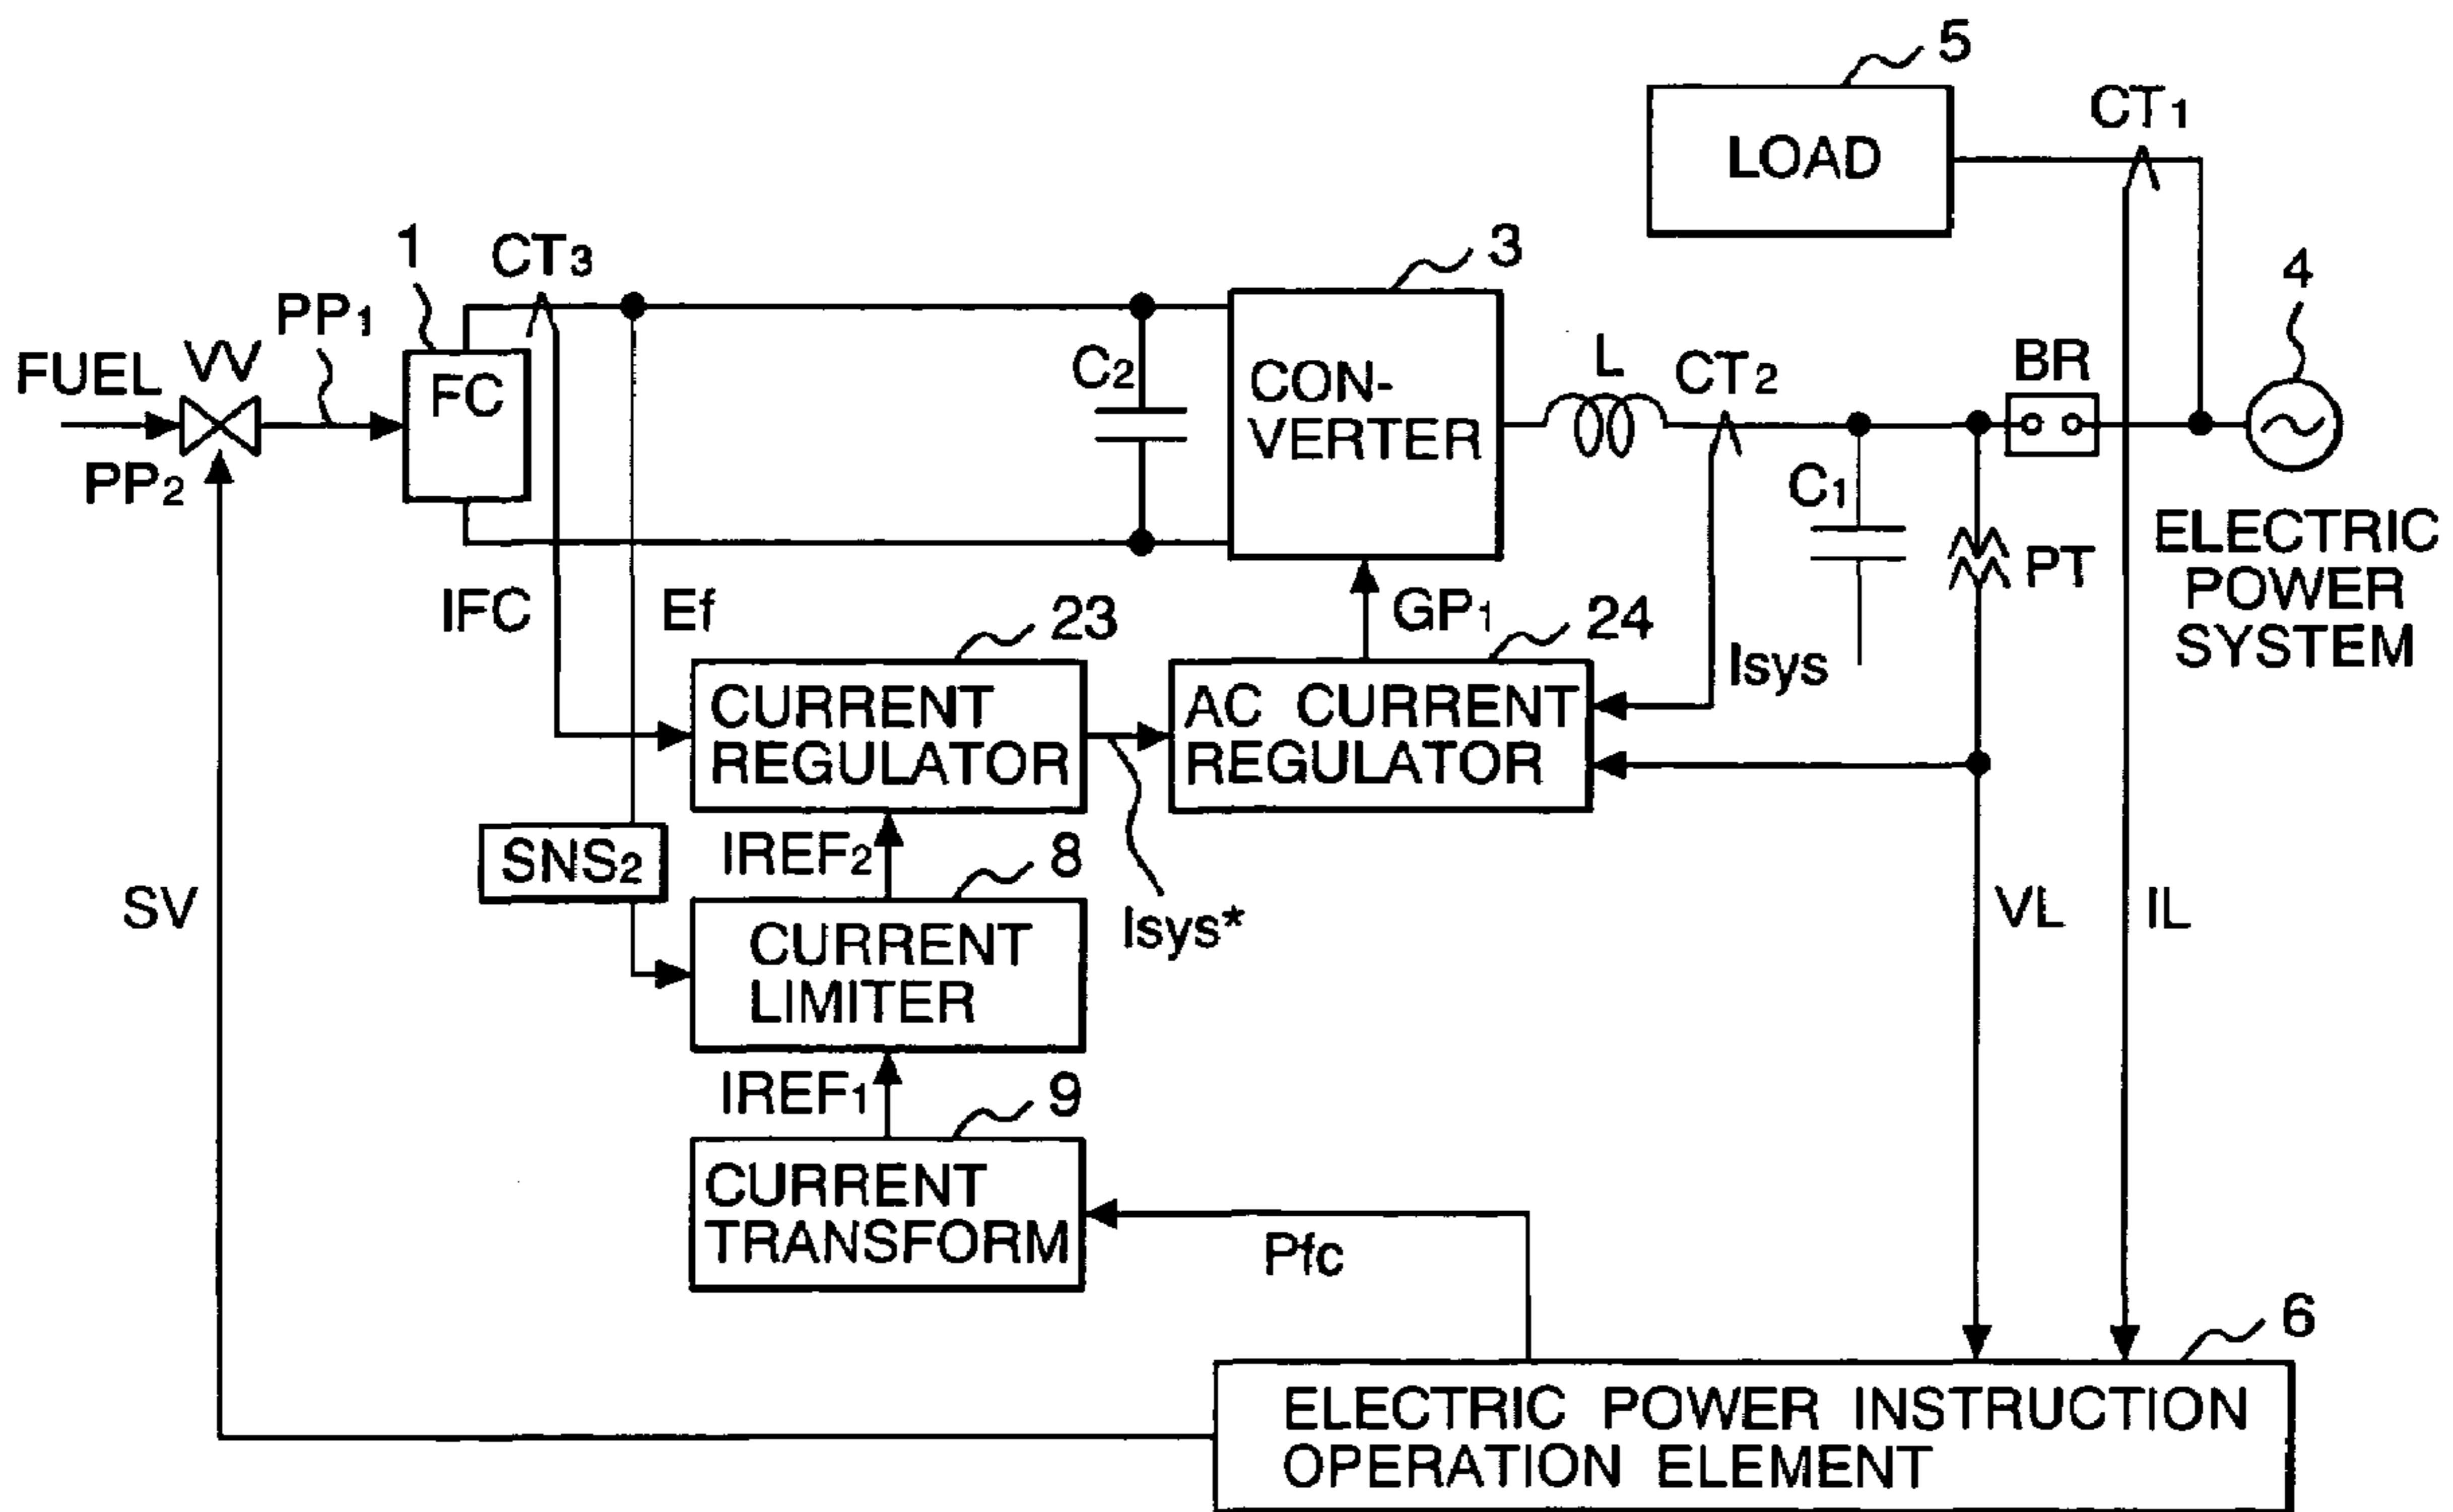 5
LOAD
CT1
1
CT3
3
4
PP1
VV
FUEL
FC
PP2
C2
CON-
VERTER
L
CT2
BR
C1
PT
ELECTRIC
POWER
SYSTEM
IFC
Ef
GP1
23
24
Isys
CURRENT
REGULATOR
AC CURRENT
REGULATOR
SNS2
IREF2
8
Isys*
SV
VL
IL
CURRENT
LIMITER
IREF1
9
CURRENT
TRANSFORM
Pfc
6
ELECTRIC POWER INSTRUCTION
OPERATION ELEMENT